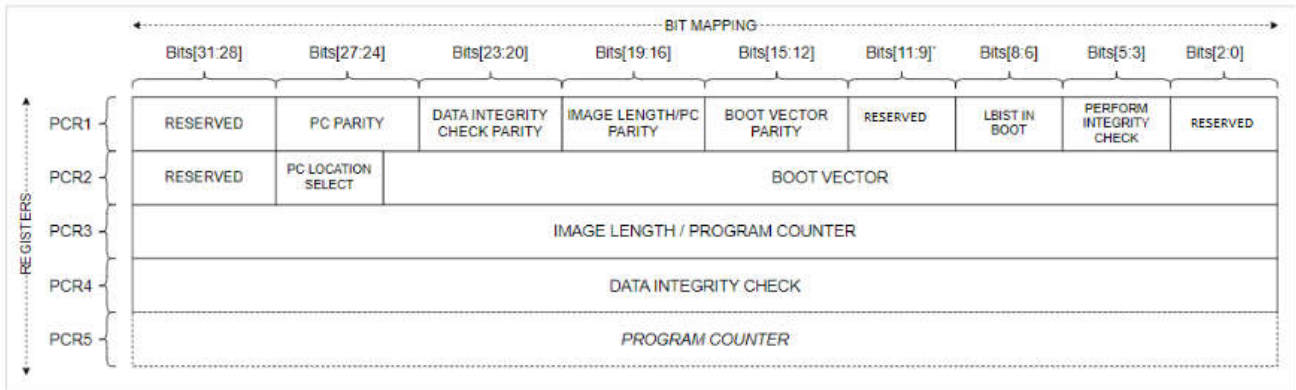 BIT MAPPING
Bits[31:28] Bits[27:24] Bits[23:20] Bits[19:16] Bits[15:12] Bits[11:9]` Bits[8:6] Bits[5:3] Bits[2:0]
REGISTERS
PCR1
RESERVED
PC PARITY
DATA INTEGRITY
CHECK PARITY
IMAGE LENGTH/PC
PARITY
BOOT VECTOR
PARITY
RESERVED
LBIST IN
BOOT
PERFORM
INTEGRITY
CHECK
RESERVED
PCR2
RESERVED
PC LOCATION
SELECT
BOOT VECTOR
PCR3
IMAGE LENGTH / PROGRAM COUNTER
PCR4
DATA INTEGRITY CHECK
PCR5
PROGRAM COUNTER